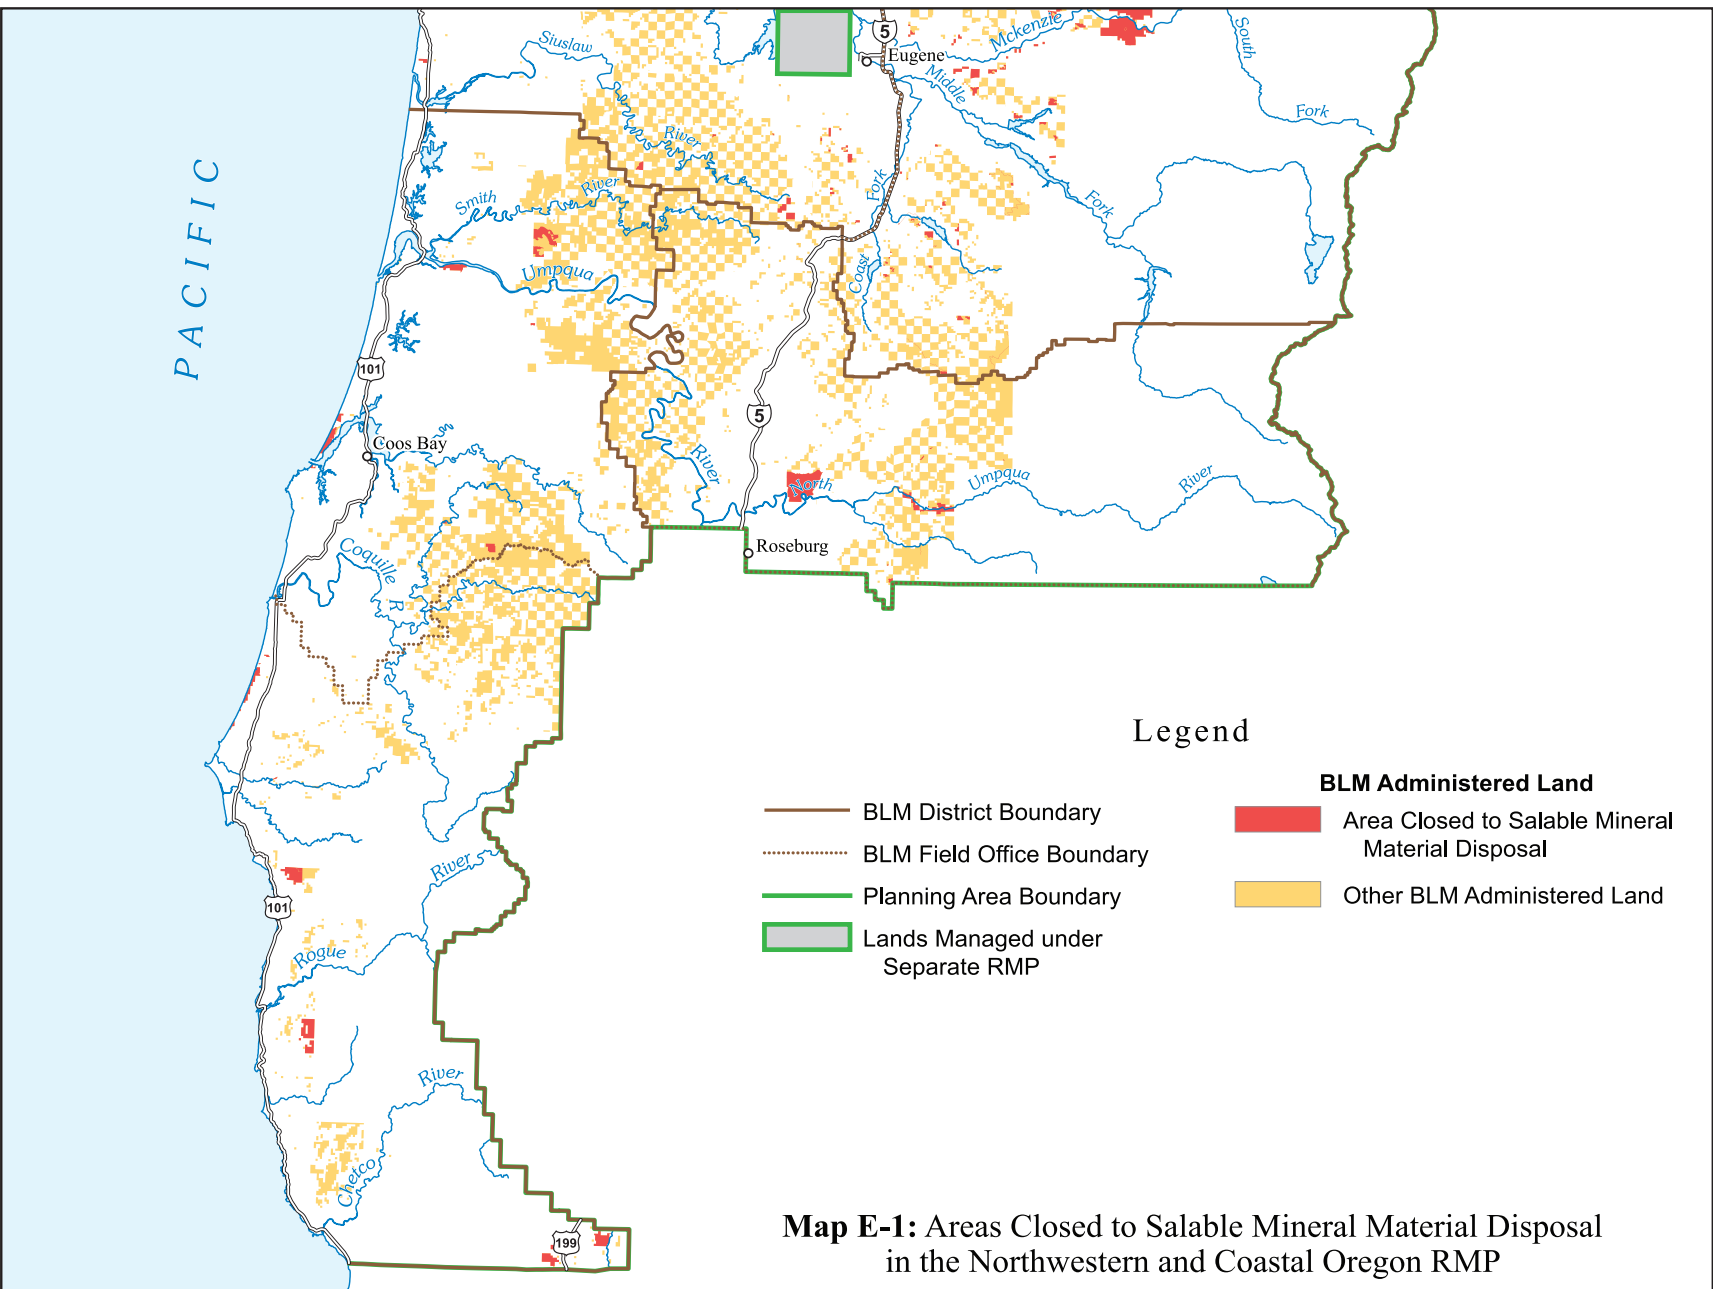 Siuslaw
5
Eugene
Mckenzie
South
Middle
Fork
River
Fork
Fork
PACIFIC
Smith
River
Umpqua
Coast
101
5
Coos Bay
River
North
Umpqua
River
Roseburg
Coquille
R
Legend
BLM Administered Land
BLM District Boundary
Area Closed to Salable Mineral
Material Disposal
BLM Field Office Boundary
Planning Area Boundary
Other BLM Administered Land
Lands Managed under
Separate RMP
River
101
Rogue
River
Chetco
199
Map E-1: Areas Closed to Salable Mineral Material Disposal
in the Northwestern and Coastal Oregon RMP